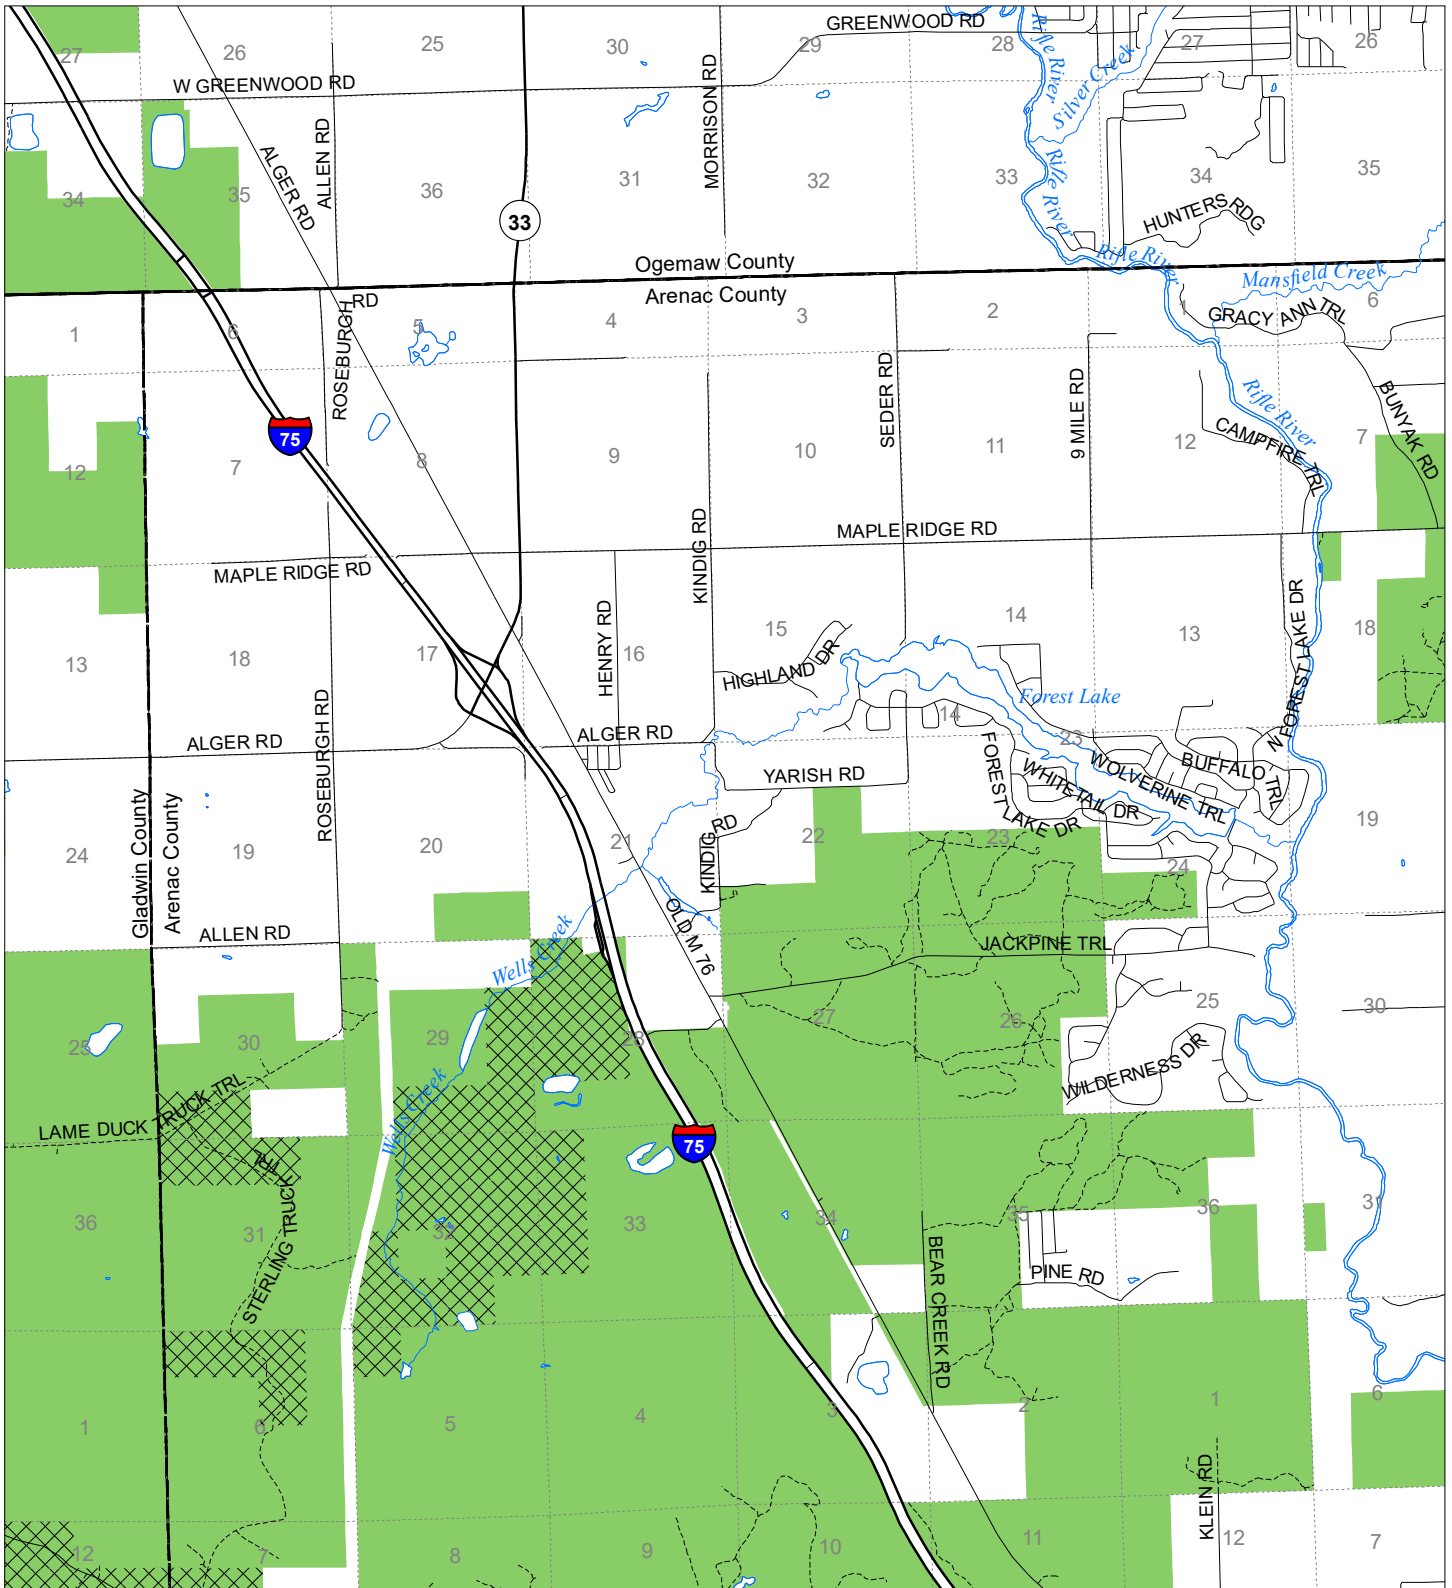 GREENWOOD RD
27
26
25
30
29
28
27
26
Rifle River
Silver Creek
W GREENWOOD RD
MORRISON RD
ALLEN RD
ALGER RD
34
35
36
31
32
33
34
35
Rifle River
HUNTERS RDG
33
Rifle River
Ogemaw County
Arenac County
Mansfield Creek
ROSEBURGH RD
1
6
5
4
3
2
1
6
GRACY ANN TRL
SEDER RD
9 MILE RD
Rifle River
BUNYAK RD
CAMPFIRE TRL
75
12
7
8
9
10
11
12
7
KINDIG RD
MAPLE RIDGE RD
MAPLE RIDGE RD
HENRY RD
13
18
17
16
15
14
13
18
HIGHLAND DR
N FOREST LAKE DR
Forest Lake
14
23
ROSEBURGH RD
ALGER RD
ALGER RD
YARISH RD
FOREST LAKE DR
WHITETAIL DR
WOLVERINE TRL
BUFFALO TRL
Gladwin County
Arenac County
KINDIG RD
24
19
20
21
22
23
24
19
OLD M 76
ALLEN RD
Wells Creek
JACKPINE TRL
25
30
29
28
27
26
25
30
WILDERNESS DR
LAME DUCK TRUCK TRL
Wells Creek
75
STERLING TRUCK TRL
36
31
32
33
34
35
36
31
BEAR CREEK RD
PINE RD
1
6
5
4
3
2
1
6
KLEIN RD
12
7
8
9
10
11
12
7